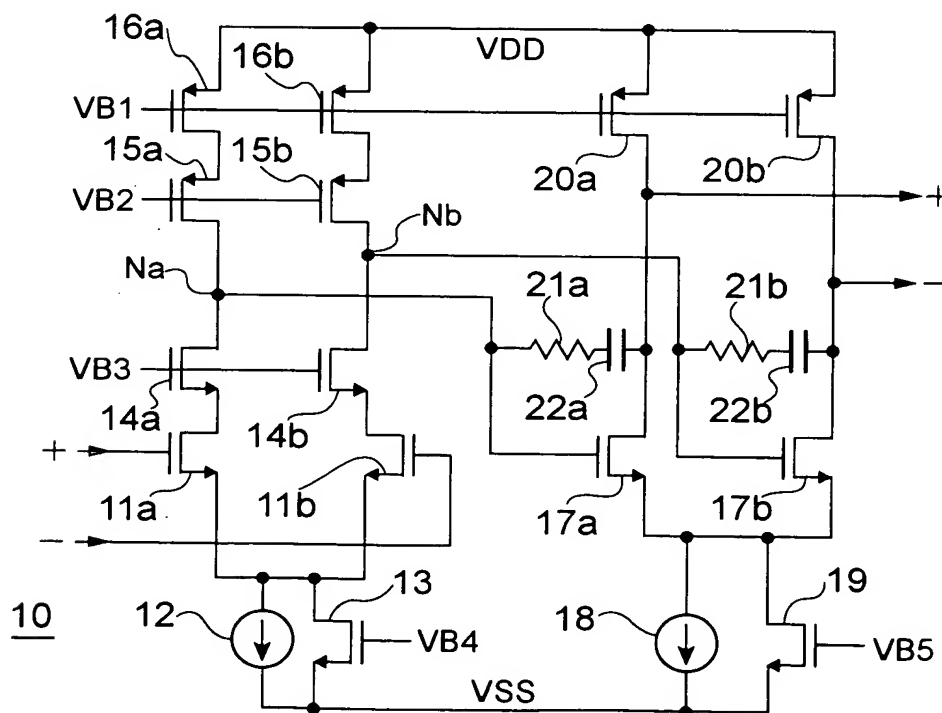 16a
16b
VDD
VB1
15a
15b
20a
20b
VB2
+
Nb
Na
21a
21b
−
VB3
22a
22b
14a
14b
+
11a
11b
17a
17b
−
13
19
10
12
VB4
18
VB5
VSS